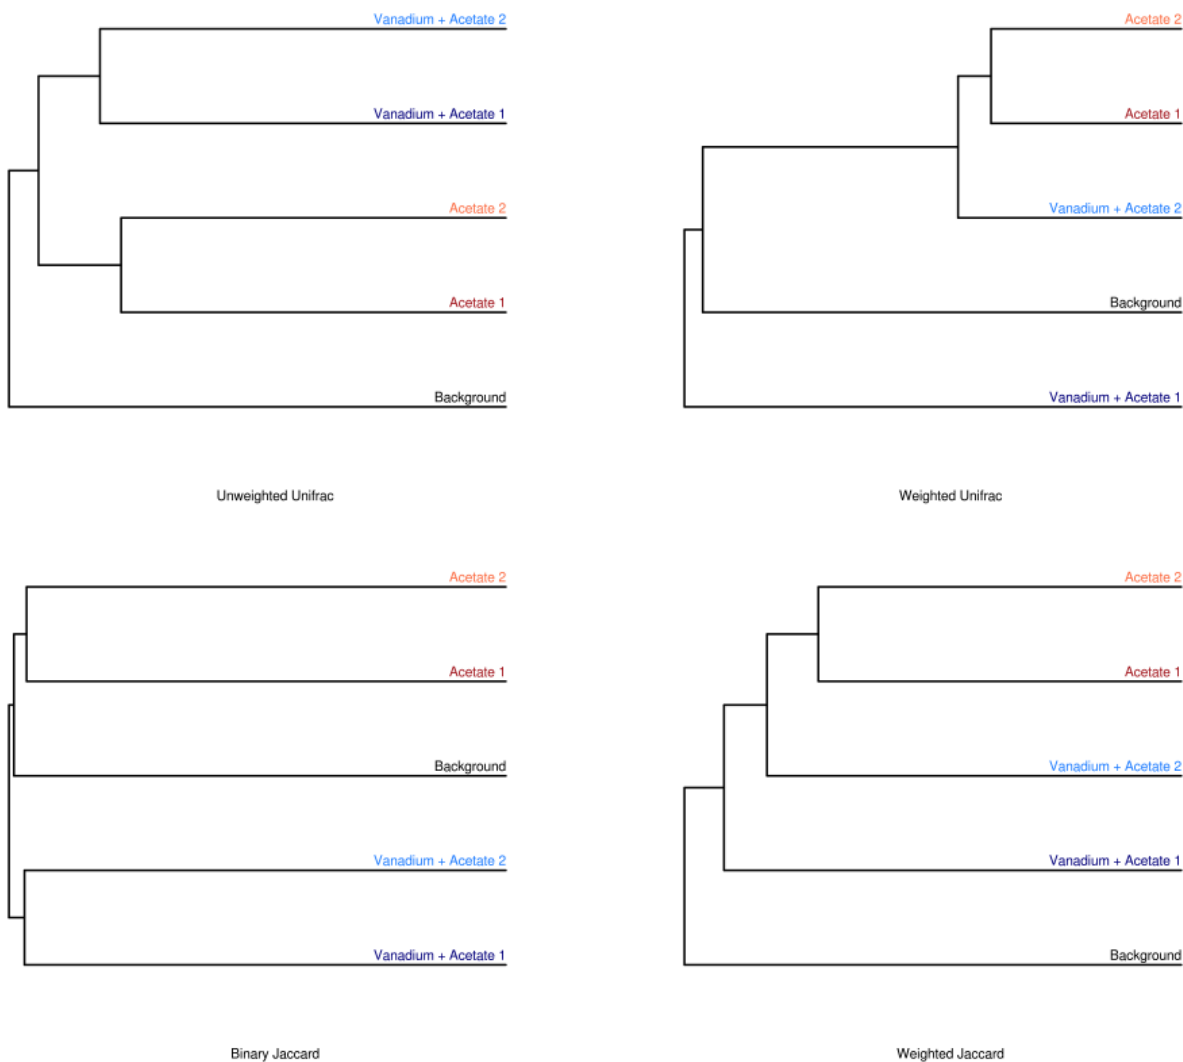 Vanadium + Acetate 2
Vanadium + Acetate 1
Acetate 2
Acetate 1
Background
Unweighted Unifrac
Acetate 2
Acetate 1
Vanadium + Acetate 2
Background
Vanadium + Acetate 1
Weighted Unifrac
Acetate 2
Acetate 1
Background
Vanadium + Acetate 2
Vanadium + Acetate 1
Binary Jaccard
Acetate 2
Acetate 1
Vanadium + Acetate 2
Vanadium + Acetate 1
Background
Weighted Jaccard